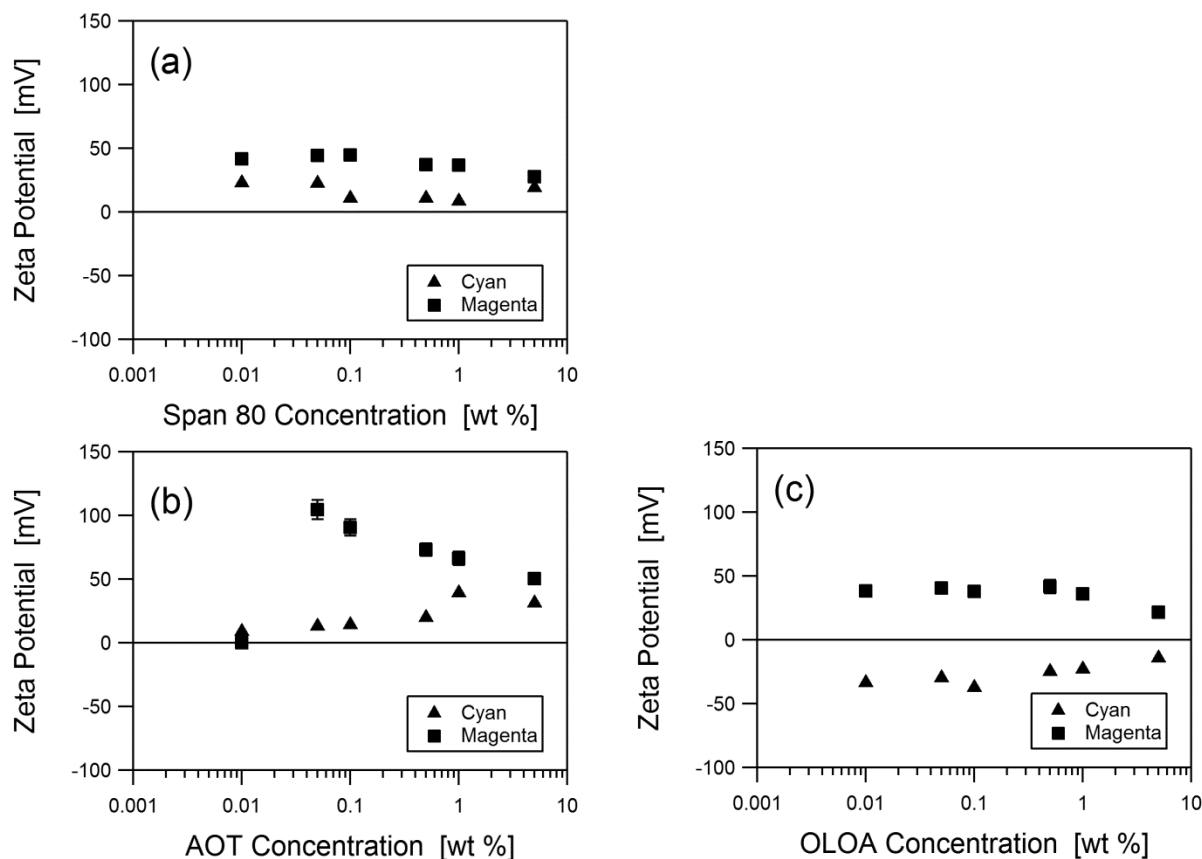 (a)
Zeta Potential [mV]
150
100
50
0
-50
-100
Cyan
Magenta
0.001 0.01 0.1 1 10
Span 80 Concentration [wt %]
(b)
Zeta Potential [mV]
150
100
50
0
-50
-100
Cyan
Magenta
0.001 0.01 0.1 1 10
AOT Concentration [wt %]
(c)
Zeta Potential [mV]
150
100
50
0
-50
-100
Cyan
Magenta
0.001 0.01 0.1 1 10
OLOA Concentration [wt %]